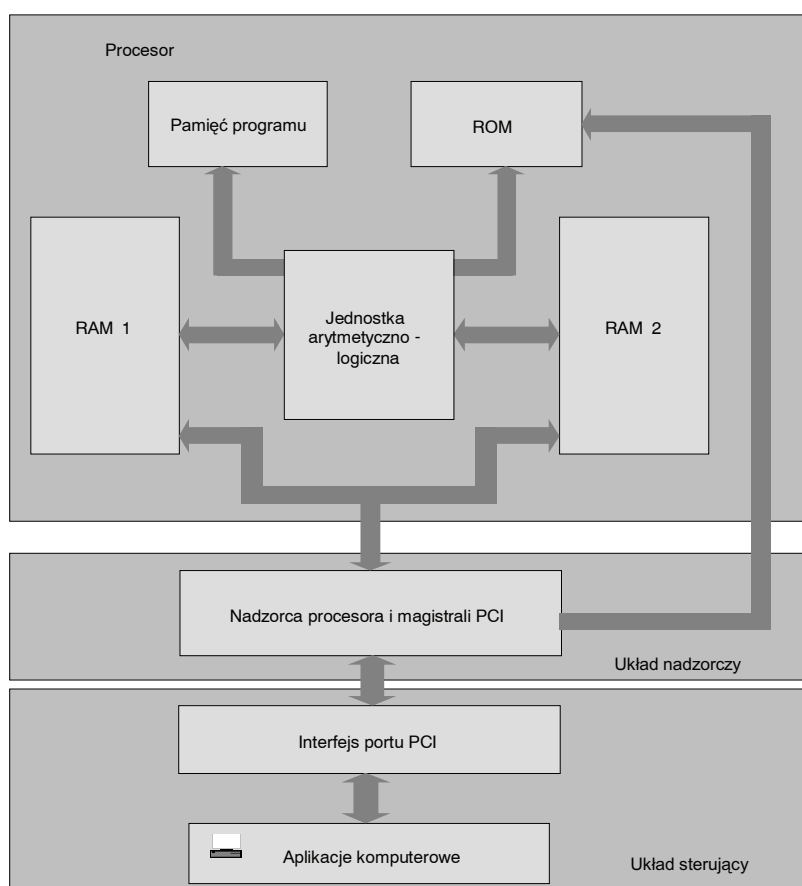 Procesor
Pamięć programu
ROM
RAM 1
Jednostka
arytmetyczno -
logiczna
RAM 2
Nadzorca procesora i magistrali PCI
Układ nadzorczy
Interfejs portu PCI
Aplikacje komputerowe
Układ sterujący